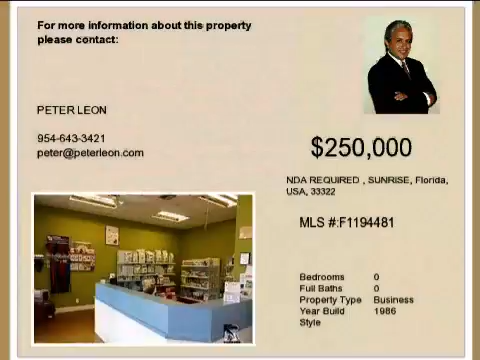 For more information about this property
please contact:
PETER LEON
954-643-3421
peter@peterleon.com
$250,000
NDA REQUIRED , SUNRISE, Florida,
USA, 33322
MLS #:F1194481
Bedrooms 0
Full Baths 0
Property Type Business
Year Build 1986
Style